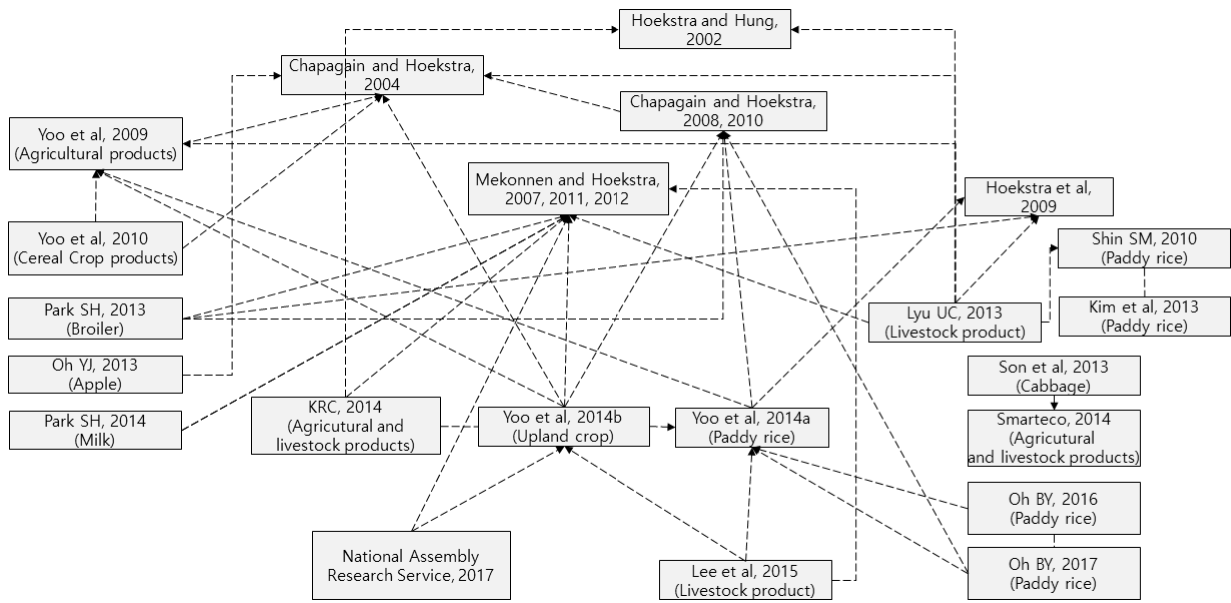 Hoekstra and Hung,
2002
Chapagain and Hoekstra,
2004
Chapagain and Hoekstra,
2008, 2010
Yoo et al, 2009
(Agricultural products)
Mekonnen and Hoekstra,
2007, 2011, 2012
Hoekstra et al,
2009
Yoo et al, 2010
(Cereal Crop products)
Shin SM, 2010
(Paddy rice)
Park SH, 2013
(Broiler)
Lyu UC, 2013
(Livestock product)
Kim et al, 2013
(Paddy rice)
Oh YJ, 2013
(Apple)
Son et al, 2013
(Cabbage)
Park SH, 2014
(Milk)
KRC, 2014
(Agricutural and
livestock products)
Yoo et al, 2014b
(Upland crop)
Yoo et al, 2014a
(Paddy rice)
Smarteco, 2014
(Agricutural
and livestock products)
Oh BY, 2016
(Paddy rice)
National Assembly
Research Service, 2017
Lee et al, 2015
(Livestock product)
Oh BY, 2017
(Paddy rice)